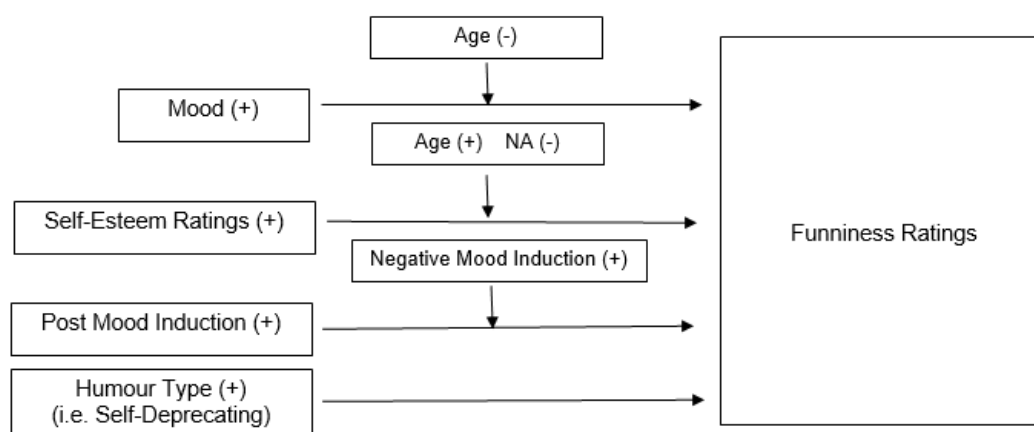 Age (-)
Mood (+)
Age (+) NA (-)
Self-Esteem Ratings (+)
Funniness Ratings
Negative Mood Induction (+)
Post Mood Induction (+)
Humour Type (+)
(i.e. Self-Deprecating)